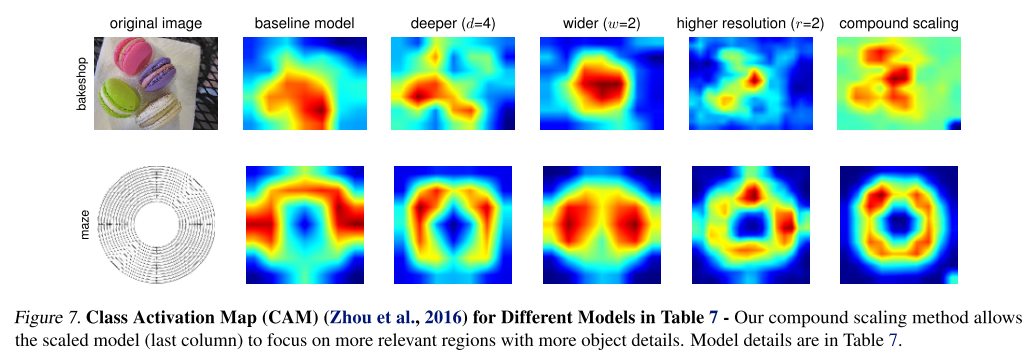 original image baseline model deeper (d=4) wider (w=2) higher resolution (r=2) compound scaling
bakeshop
maze
Figure 7. Class Activation Map (CAM) (Zhou et al., 2016) for Different Models in Table 7 - Our compound scaling method allows
the scaled model (last column) to focus on more relevant regions with more object details. Model details are in Table 7.